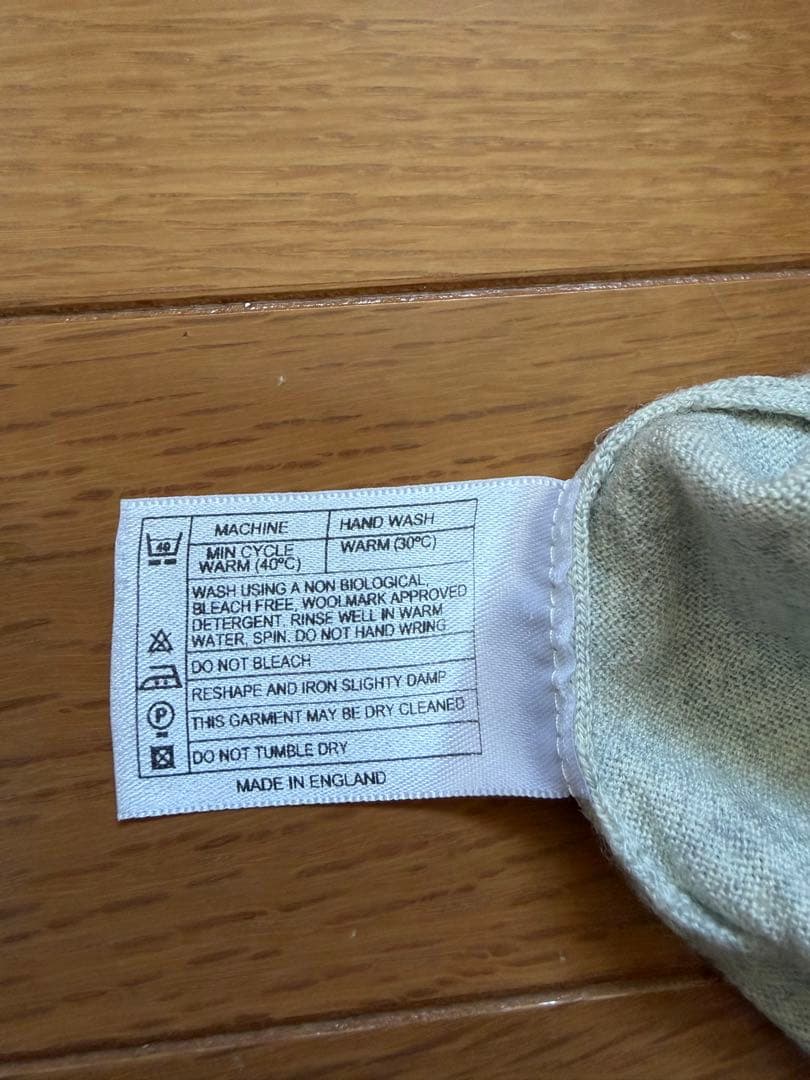 40
MACHINE
HAND WASH
MIN CYCLE
WARM (40ºC)
WARM (30ºC)
WASH USING A NON BIOLOGICAL,
BLEACH FREE, WOOLMARK APPROVED
DETERGENT. RINSE WELL IN WARM
WATER, SPIN. DO NOT HAND WRING
DO NOT BLEACH
RESHAPE AND IRON SLIGHTY DAMP
P
THIS GARMENT MAY BE DRY CLEANED
DO NOT TUMBLE DRY
MADE IN ENGLAND